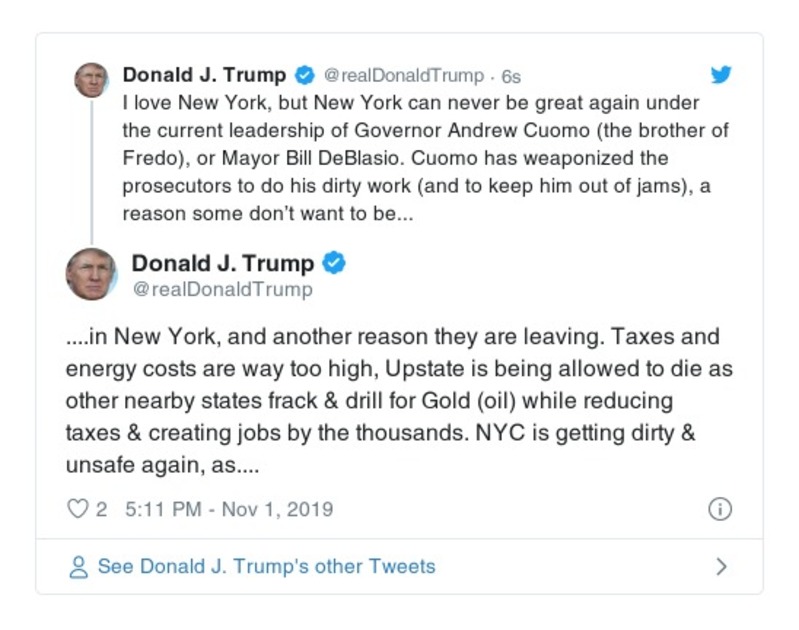 Donald J. Trump @realDonaldTrump · 6s
I love New York, but New York can never be great again under
the current leadership of Governor Andrew Cuomo (the brother of
Fredo), or Mayor Bill DeBlasio. Cuomo has weaponized the
prosecutors to do his dirty work (and to keep him out of jams), a
reason some don’t want to be...
Donald J. Trump
@realDonaldTrump
....in New York, and another reason they are leaving. Taxes and
energy costs are way too high, Upstate is being allowed to die as
other nearby states frack & drill for Gold (oil) while reducing
taxes & creating jobs by the thousands. NYC is getting dirty &
unsafe again, as....
2 5:11 PM - Nov 1, 2019
See Donald J. Trump's other Tweets